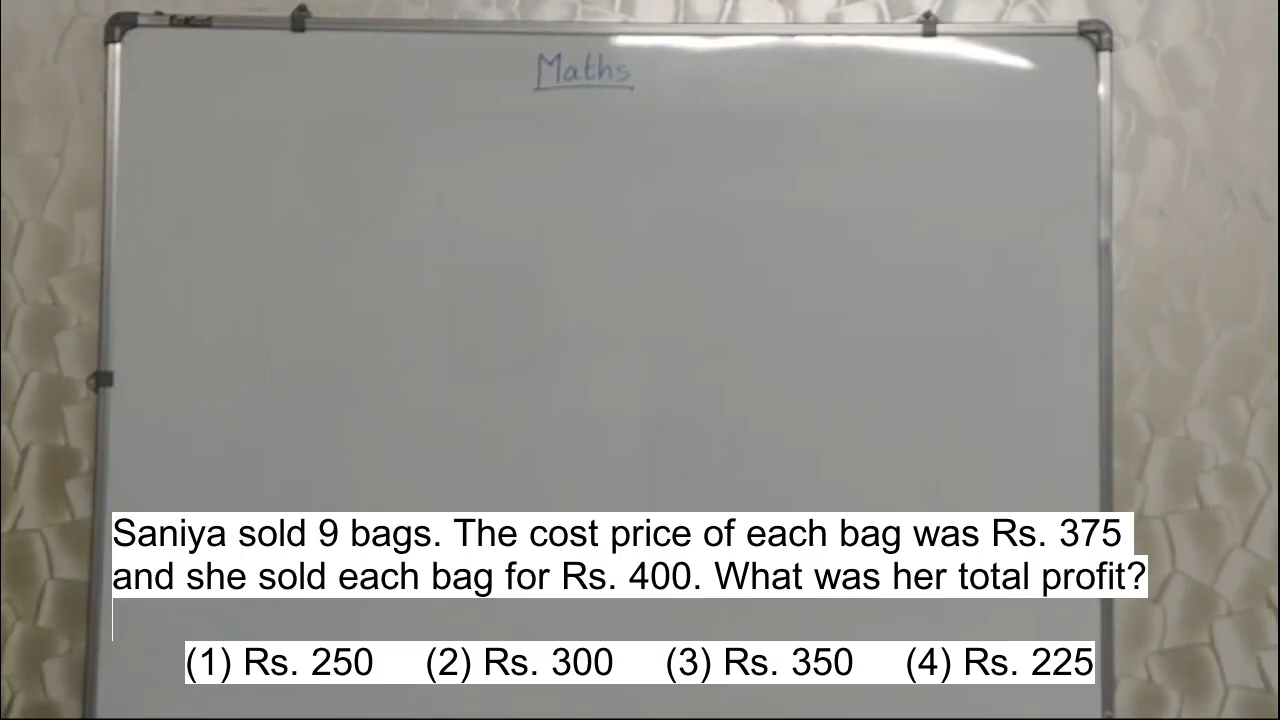 Maths
Saniya sold 9 bags. The cost price of each bag was Rs. 375
and she sold each bag for Rs. 400. What was her total profit?
(1) Rs. 250 (2) Rs. 300 (3) Rs. 350 (4) Rs. 225